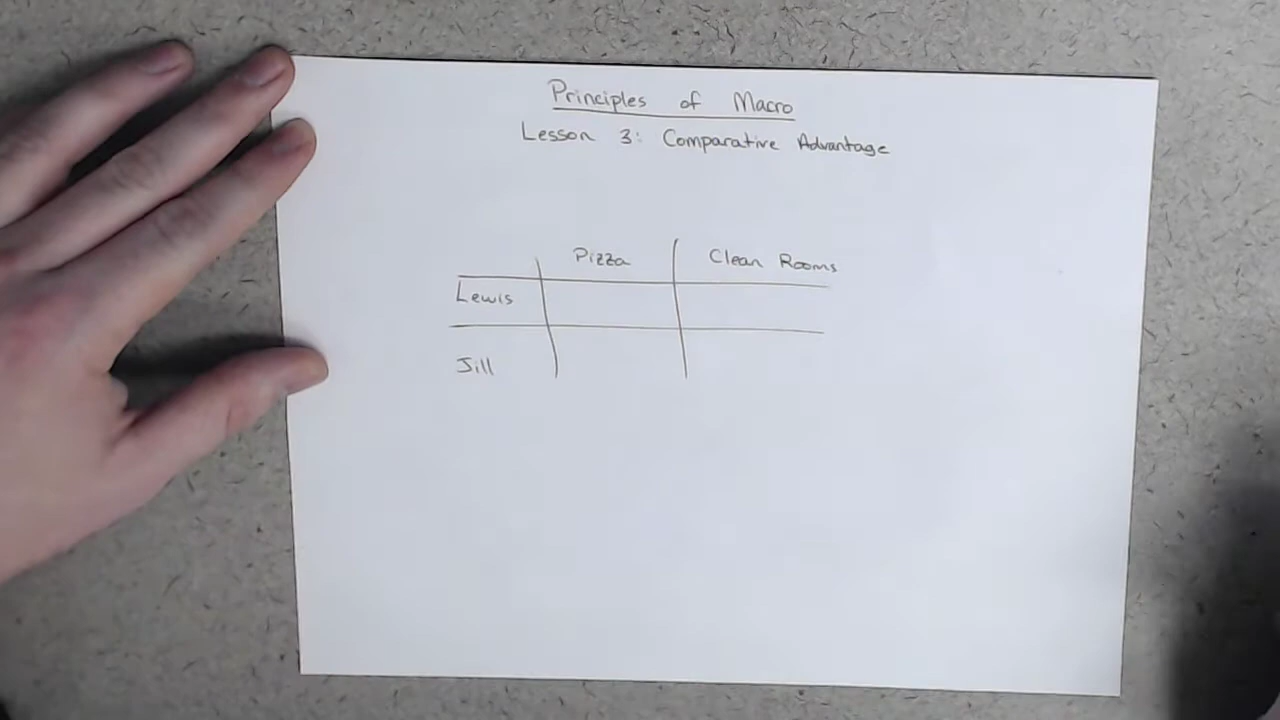 Principles of Macro
Lesson 3: Comparative Advantage
Pizza Clean Rooms
Lewis
Jill